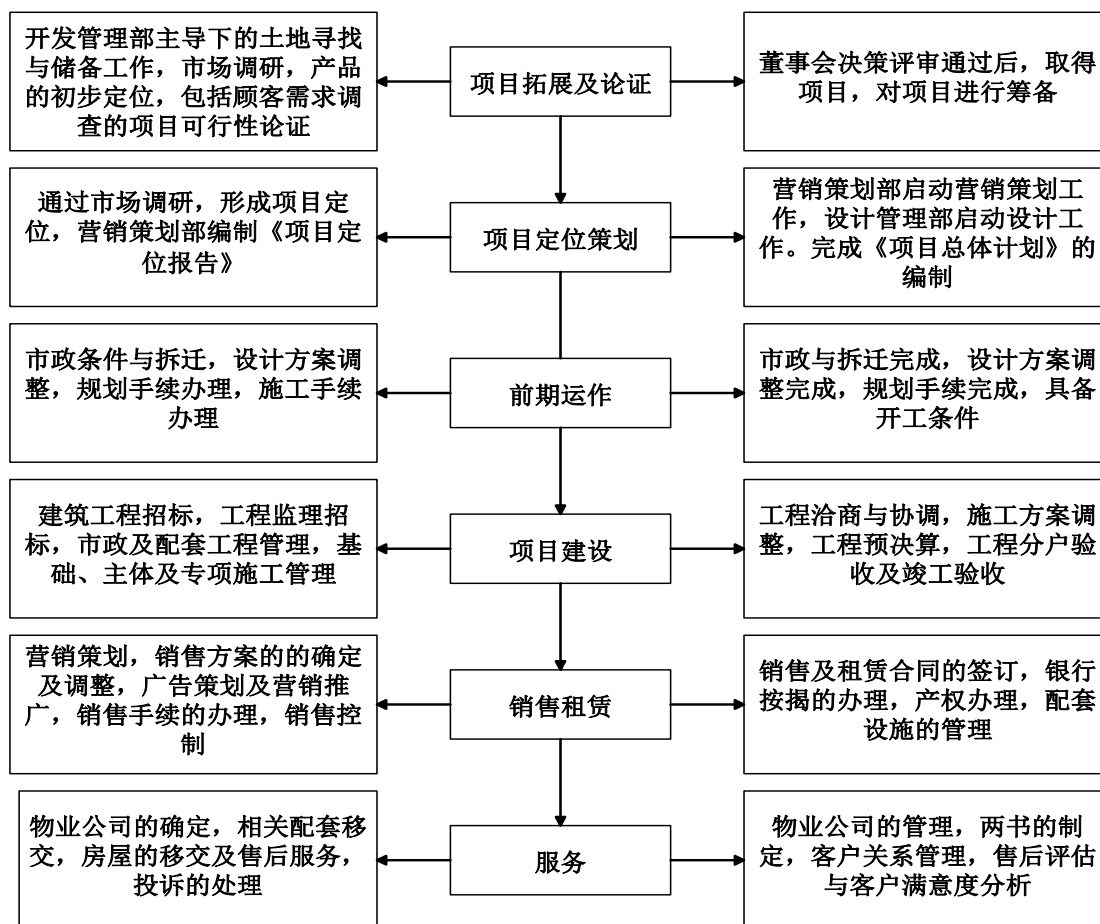 开发管理部主导下的土地寻找
与储备工作，市场调研，产品
的初步定位，包括顾客需求调
查的项目可行性论证
项目拓展及论证
董事会决策评审通过后，取得
项目，对项目进行筹备
通过市场调研，形成项目定
位，营销策划部编制《项目定
位报告》
项目定位策划
营销策划部启动营销策划工
作，设计管理部启动设计工
作。完成《项目总体计划》的
编制
市政条件与拆迁，设计方案调
整，规划手续办理，施工手续
办理
前期运作
市政与拆迁完成，设计方案调
整完成，规划手续完成，具备
开工条件
建筑工程招标，工程监理招
标，市政及配套工程管理，基
础、主体及专项施工管理
项目建设
工程洽商与协调，施工方案调
整，工程预决算，工程分户验
收及竣工验收
营销策划，销售方案的的确定
及调整，广告策划及营销推
广，销售手续的办理，销售控
制
销售租赁
销售及租赁合同的签订，银行
按揭的办理，产权办理，配套
设施的管理
物业公司的确定，相关配套移
交，房屋的移交及售后服务，
投诉的处理
服务
物业公司的管理，两书的制
定，客户关系管理，售后评估
与客户满意度分析